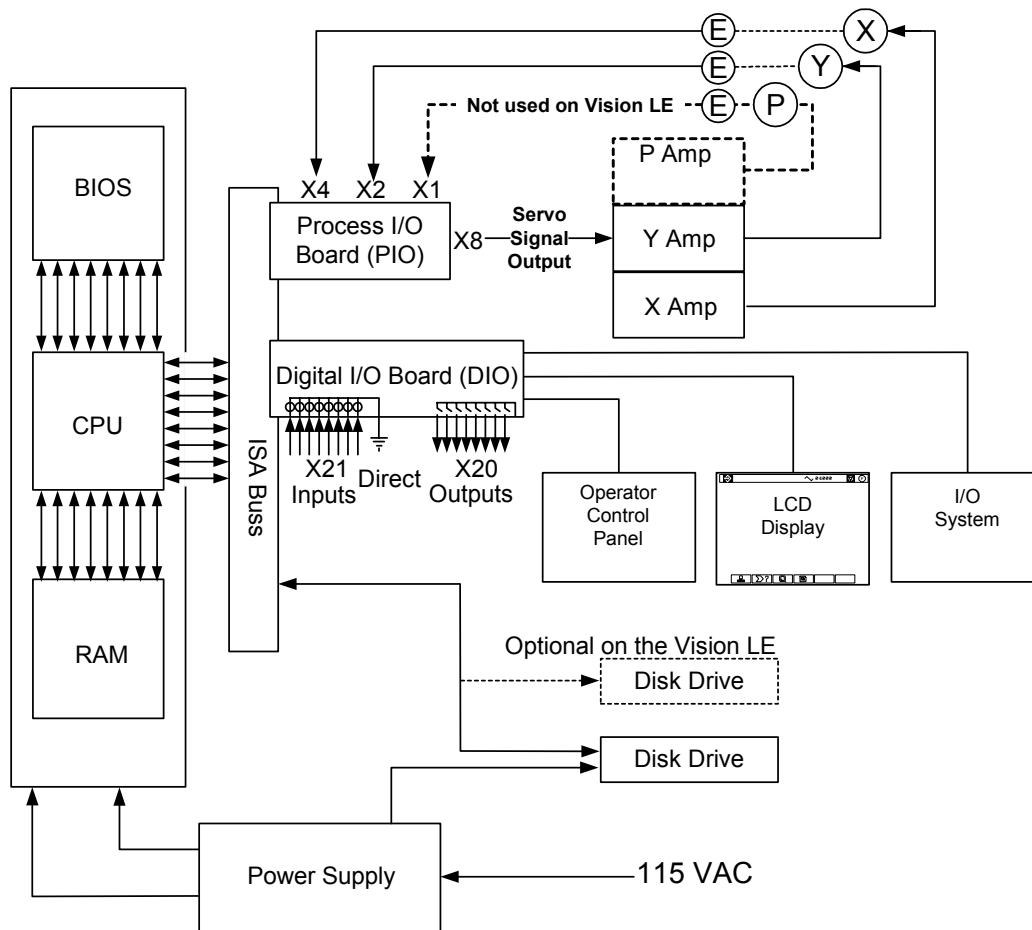 E
X
E
Y
Not used on Vision LE
E
P
P Amp
BIOS
X4
X2
X1
Process I/O
Board (PIO)
X8
Servo
Signal
Output
Y Amp
X Amp
Digital I/O Board (DIO)
CPU
ISA Buss
X21
Inputs
Direct
X20
Outputs
Operator
Control
Panel
LCD
Display
I/O
System
RAM
Optional on the Vision LE
Disk Drive
Disk Drive
Power Supply
115 VAC